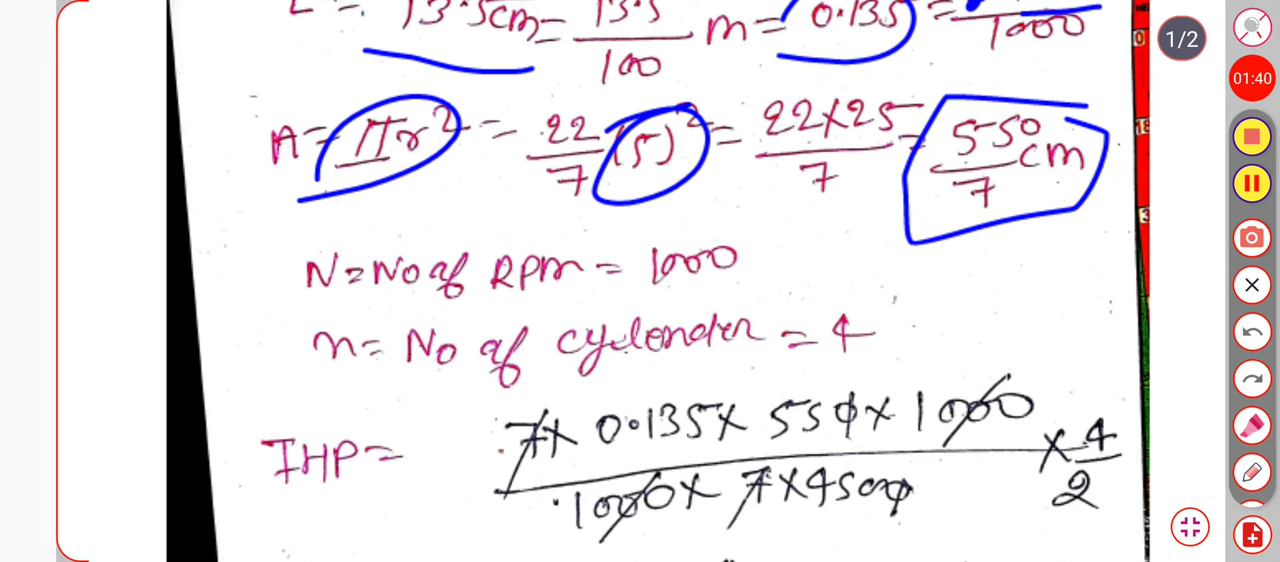 L = 13.5cm = 13.5/100 m = 0.135 = /1000
A = πr² = 22/7 (5)² = 22×25/7 = 550/7 cm
N = No of RPM = 1000
n = No of cylender = 4
IHP = 7 × 0.135 × 550 × 1000 / 1000 × 7 × 4500 × 4/2
1/2
01:40